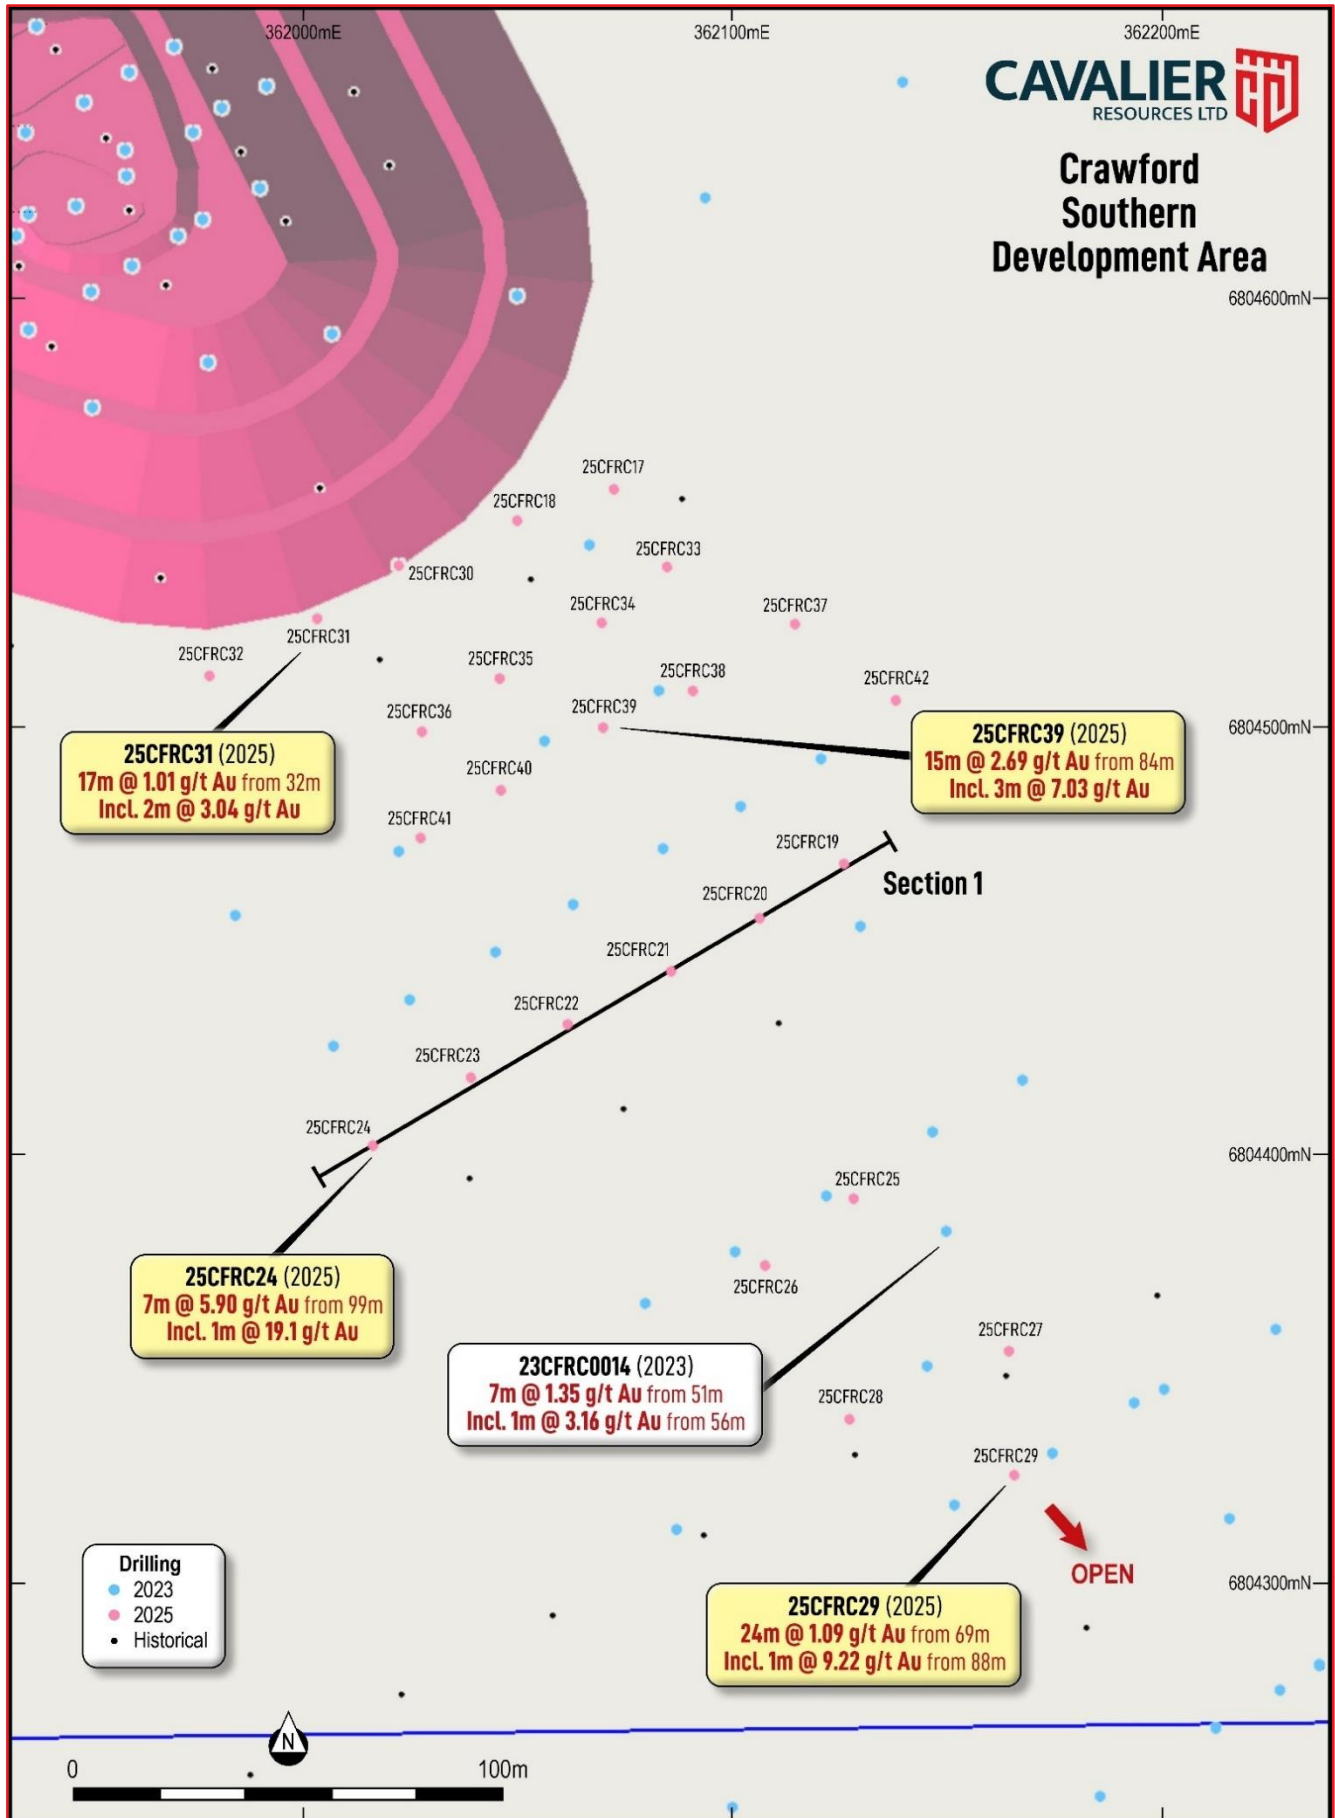 362000mE
362100mE
362200mE
CAVALIER
RESOURCES LTD
Crawford
Southern
Development Area
6804600mN
25CFRC17
25CFRC18
25CFRC33
25CFRC30
25CFRC34
25CFRC37
25CFRC31
25CFRC32
25CFRC35
25CFRC38
25CFRC42
25CFRC36
25CFRC39
6804500mN
25CFRC31 (2025)
17m @ 1.01 g/t Au from 32m
Incl. 2m @ 3.04 g/t Au
25CFRC39 (2025)
15m @ 2.69 g/t Au from 84m
Incl. 3m @ 7.03 g/t Au
25CFRC40
25CFRC41
25CFRC19
Section 1
25CFRC20
25CFRC21
25CFRC22
25CFRC23
25CFRC24
6804400mN
25CFRC25
25CFRC26
25CFRC24 (2025)
7m @ 5.90 g/t Au from 99m
Incl. 1m @ 19.1 g/t Au
25CFRC27
23CFRC0014 (2023)
7m @ 1.35 g/t Au from 51m
Incl. 1m @ 3.16 g/t Au from 56m
25CFRC28
25CFRC29
OPEN
6804300mN
Drilling
2023
2025
Historical
25CFRC29 (2025)
24m @ 1.09 g/t Au from 69m
Incl. 1m @ 9.22 g/t Au from 88m
N
0
100m